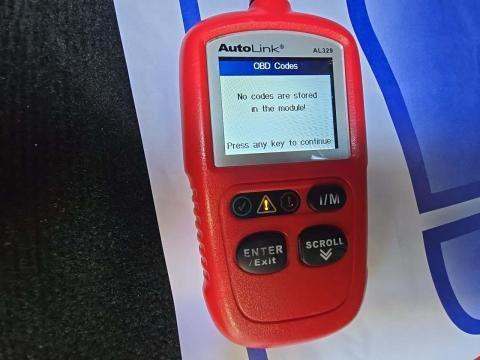 AutoLink®
AL329
OBD Codes
No codes are stored
in the module!
Press any key to continue
I/M
ENTER
/Exit
SCROLL